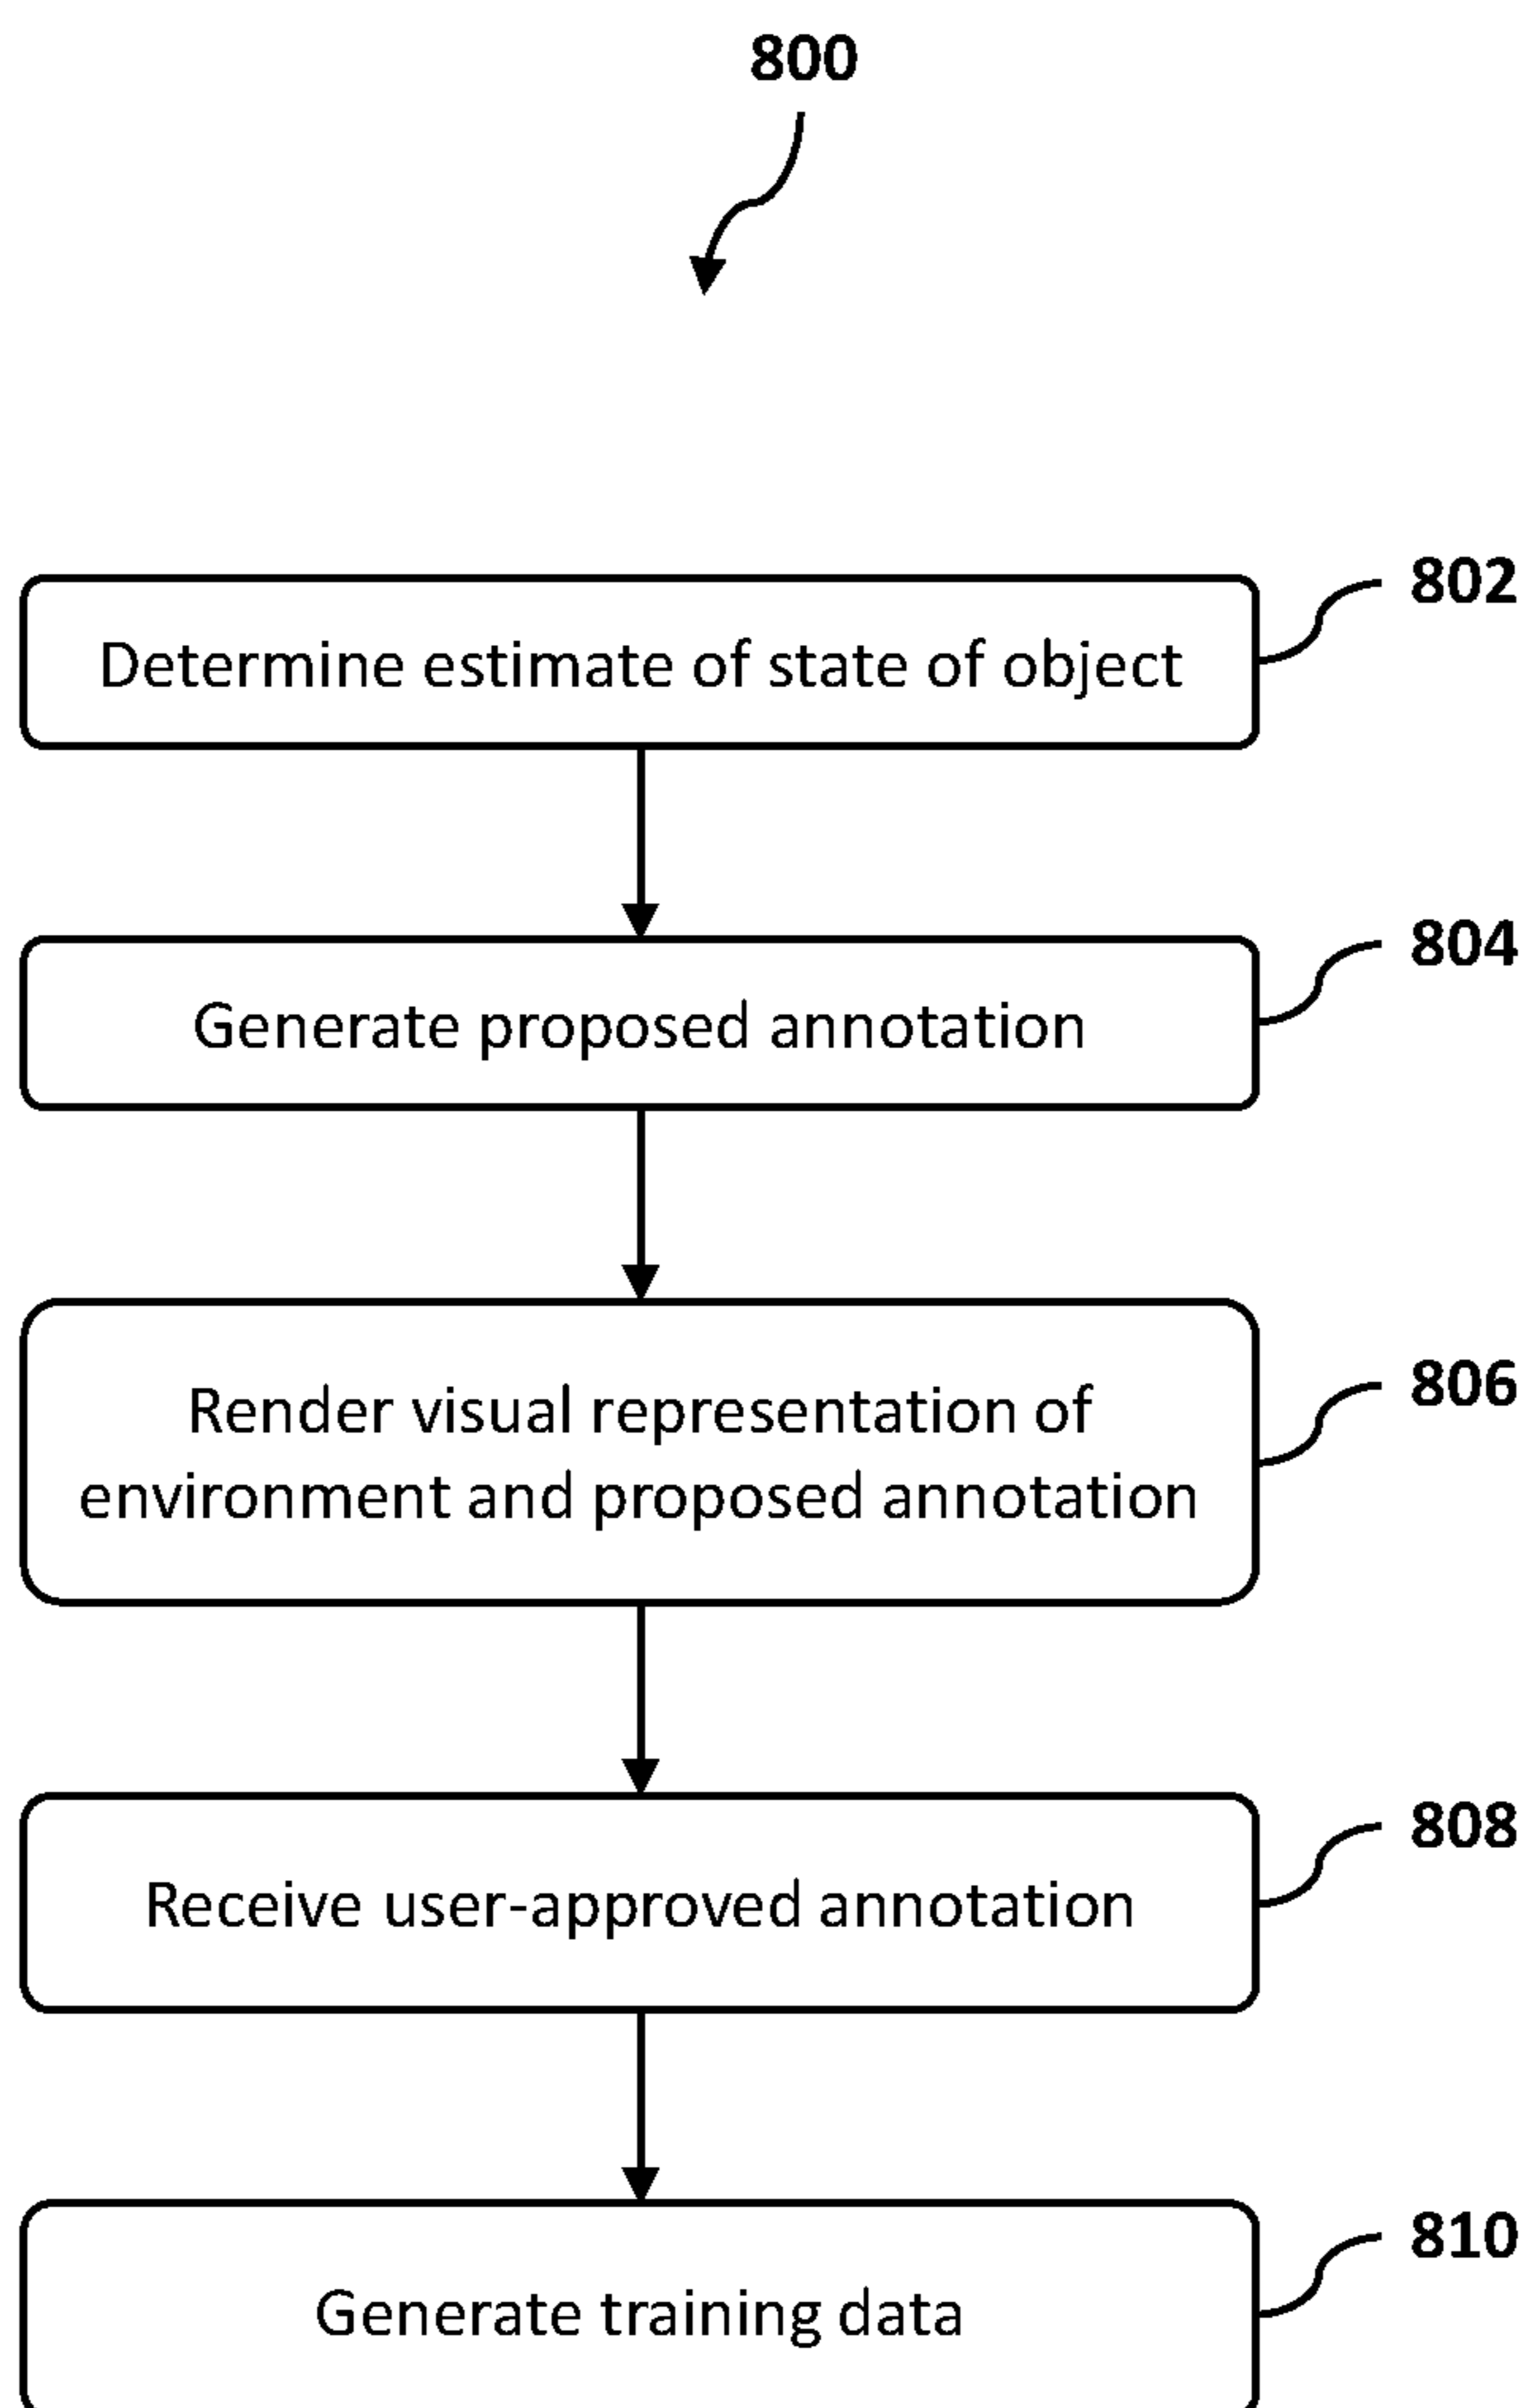 800
802
Determine estimate of state of object
804
Generate proposed annotation
806
Render visual representation of
environment and proposed annotation
808
Receive user-approved annotation
810
Generate training data